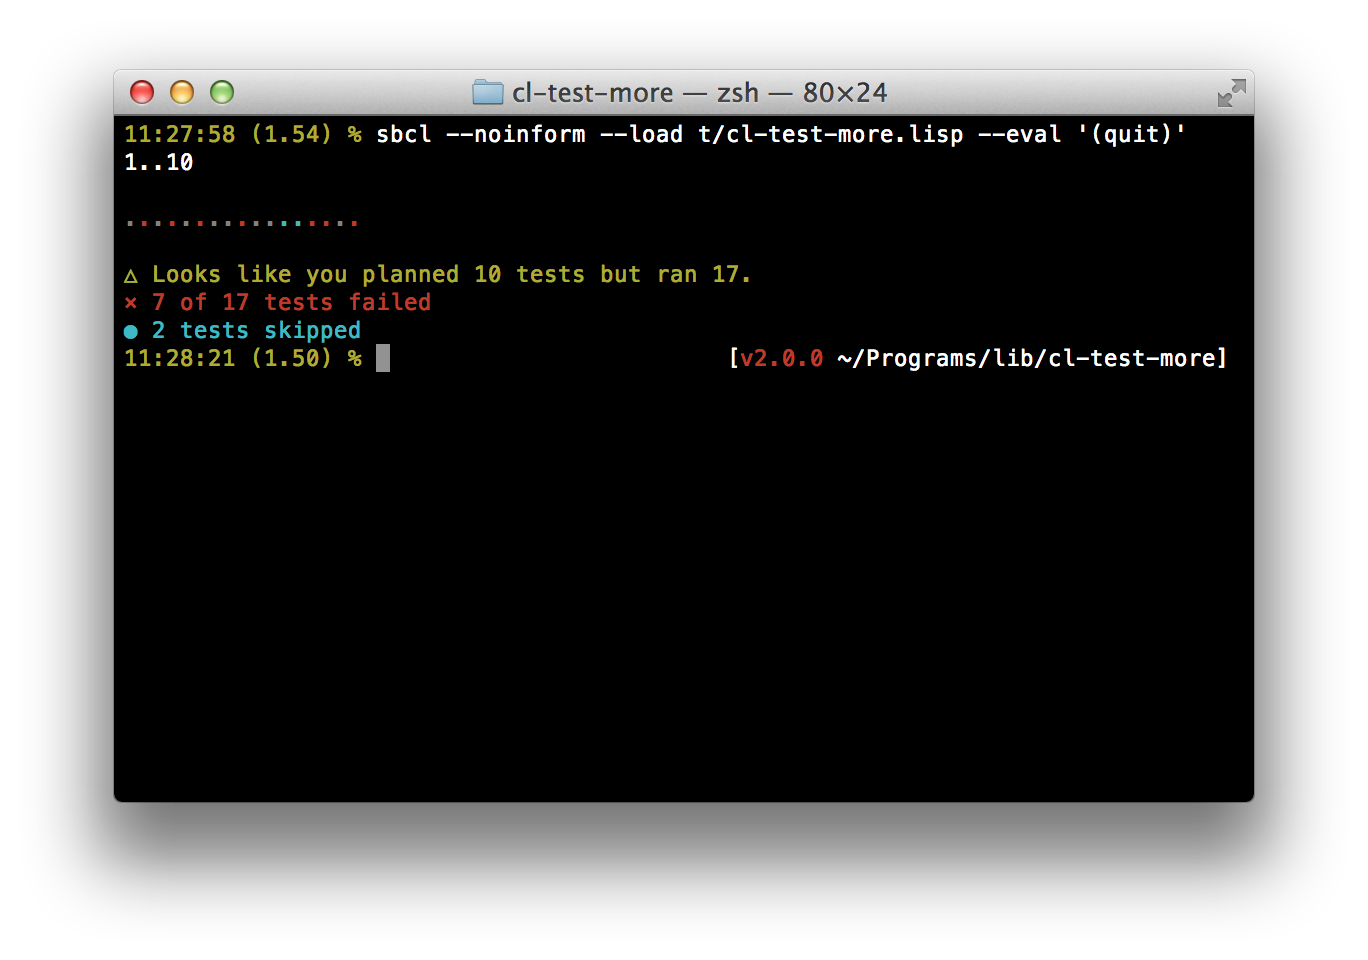 cl-test-more — zsh — 80×24
11:27:58 (1.54) % sbcl --noinform --load t/cl-test-more.lisp --eval '(quit)'
1..10
.................
△ Looks like you planned 10 tests but ran 17.
× 7 of 17 tests failed
● 2 tests skipped
11:28:21 (1.50) % [v2.0.0 ~/Programs/lib/cl-test-more]